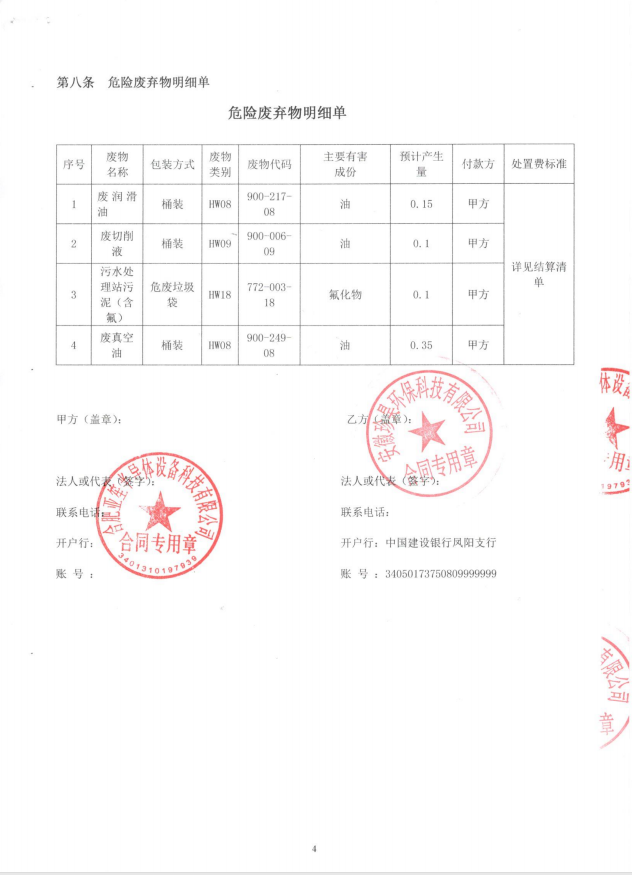 第八条 危险废弃物明细单
危险废弃物明细单
序号 废物名称 包装方式 废物类别 废物代码 主要有害成份 预计产生量 付款方 处置费标准
1 废润滑油 桶装 HW08 900-217-08 油 0.15 甲方 详见结算清单
2 废切削液 桶装 HW09 900-006-09 油 0.1 甲方
3 污水处理站污泥（含氟） 危废垃圾袋 HW18 772-003-18 氟化物 0.1 甲方
4 废真空油 桶装 HW08 900-249-08 油 0.35 甲方
甲方（盖章）： 乙方（盖章）：
法人或代表（签字）： 法人或代表（签字）：
联系电话： 联系电话：
开户行： 开户行：中国建设银行凤阳支行
账 号： 账 号：34050173750809999999
合肥亚笙半导体设备科技有限公司
合同专用章
3401310197939
环保科技有限公司
合同专用章
体设
用
1979
有限公司
章
4